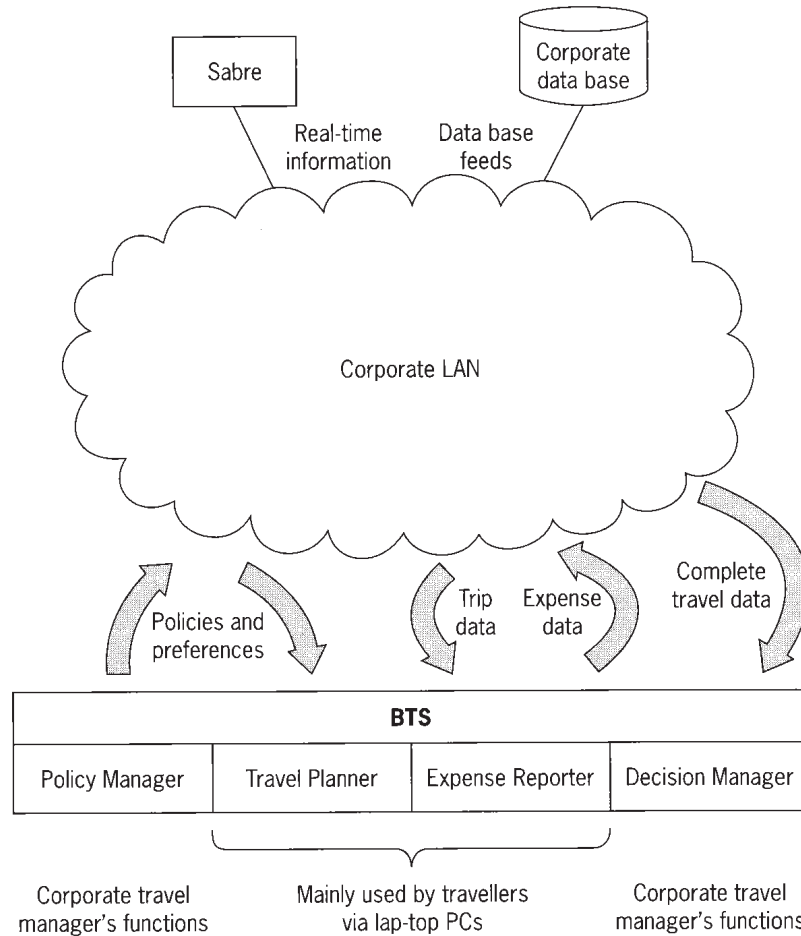 Sabre
Corporate
data base
Real-time
information
Data base
feeds
Corporate LAN
Policies and
preferences
Trip
data
Expense
data
Complete
travel data
BTS
Policy Manager
Travel Planner
Expense Reporter
Decision Manager
Corporate travel
manager's functions
Mainly used by travellers
via lap-top PCs
Corporate travel
manager's functions